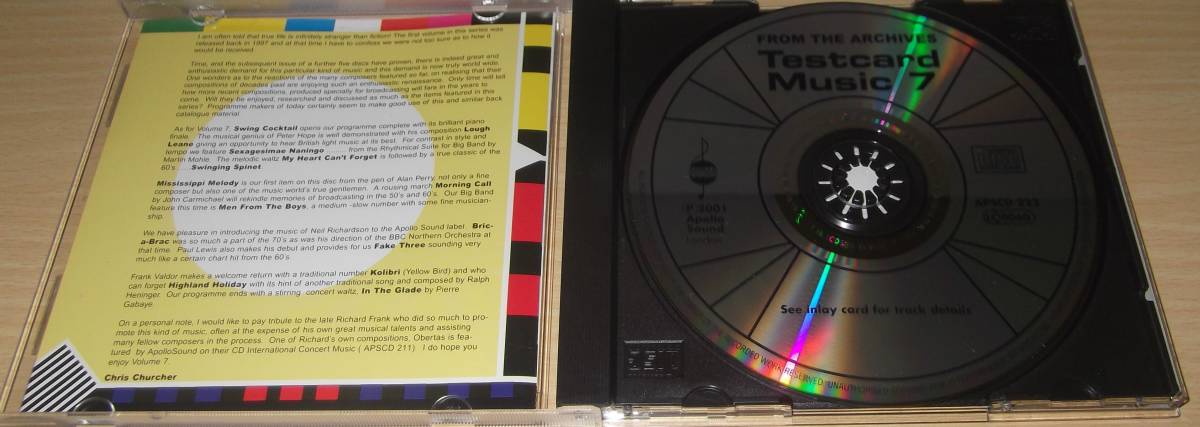 I am often told that true life is infinitely stranger than fiction! The first volume in this series was
released back in 1997 and at that time I have to confess we were not too sure as to how it
would be received.
Time, and the subsequent issue of a further five discs have proven, there is indeed great and
enthusiastic demand for this particular kind of music and this demand is now truly world wide.
One wonders as to the reactions of the many composers featured so far, on realising that their
compositions of decades past are enjoying such an enthusiastic renaissance. Only time will tell
how more recent compositions, produced specially for broadcasting will fare in the years to
come. Will they be enjoyed, researched and discussed as much as the items featured in this
series? Programme makers of today certainly seem to make good use of this and similar back
catalogue material.
As for Volume 7, Swing Cocktail opens our programme complete with its brilliant piano
finale. The musical genius of Peter Hope is well demonstrated with his composition Lough
Leane giving an opportunity to hear British light music at its best. For contrast in style and
tempo we feature Sexagesimae Naningo from the Rhythmical Suite for Big Band by
Martin Mohle. The melodic waltz My Heart Can't Forget is followed by a true classic of the
60's ..... Swinging Spinet.
Mississippi Melody is our first item on this disc from the pen of Alan Perry, not only a fine
composer but also one of the music world's true gentlemen. A rousing march Morning Call
by John Carmichael will rekindle memories of broadcasting in the 50's and 60's. Our Big Band
feature this time is Men From The Boys, a medium -slow number with some fine musician-
ship.
We have pleasure in introducing the music of Neil Richardson to the Apollo Sound label. Bric-
a-Brac was so much a part of the 70's as was his direction of the BBC Northern Orchestra at
that time. Paul Lewis also makes his debut and provides for us Fake Three sounding very
much like a certain chart hit from the 60's.
Frank Valdor makes a welcome return with a traditional number Kolibri (Yellow Bird) and who
can forget Highland Holiday with its hint of another traditional song and composed by Ralph
Heninger. Our programme ends with a stirring concert waltz, In The Glade by Pierre
Gabaye.
On a personal note, I would like to pay tribute to the late Richard Frank who did so much to pro-
mote this kind of music, often at the expense of his own great musical talents and assisting
many fellow composers in the process. One of Richard's own compositions, Obertas is fea-
tured by ApolloSound on their CD International Concert Music ( APSCD 211) I do hope you
enjoy Volume 7.
Chris Churcher
FROM THE ARCHIVES
Testcard
Music 7
P 2001
Apollo
Sound
London
APSCD 233
See inlay card for track details
RECORDED WORK RESERVED